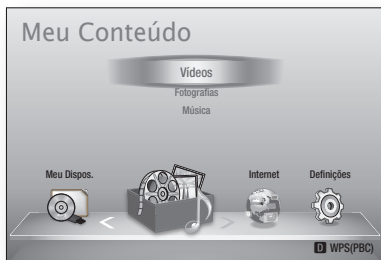 Meu Conteúdo
Vídeos
Fotografias
Música
Meu Dispos.
Internet
Definições
D WPS(PBC)